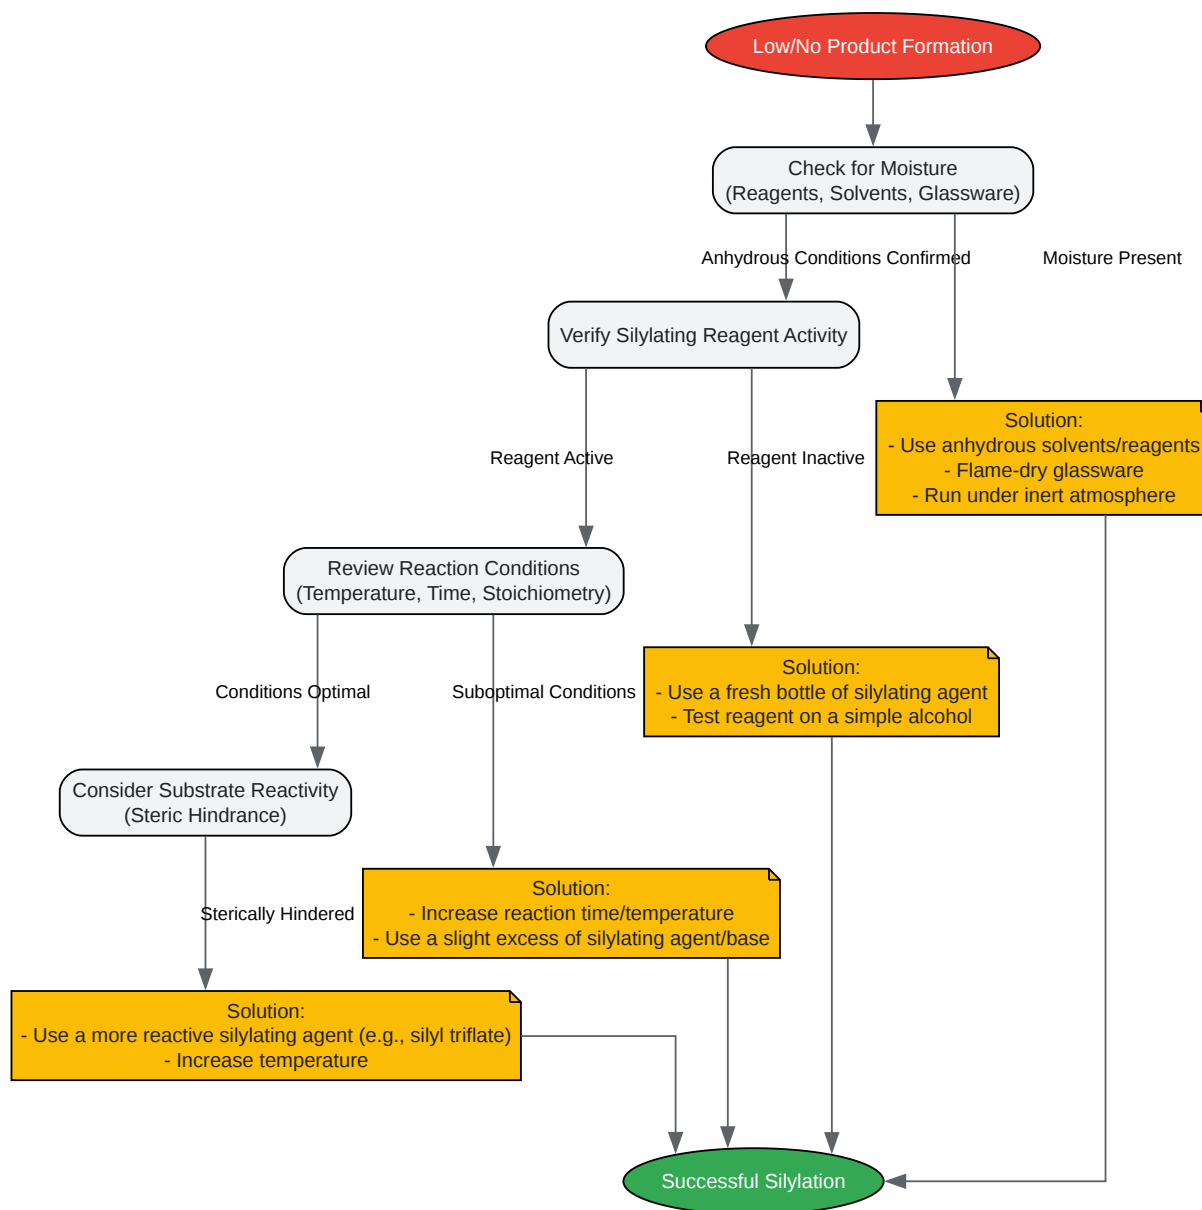 Low/No Product Formation
Check for Moisture
(Reagents, Solvents, Glassware)
Anhydrous Conditions Confirmed
Moisture Present
Verify Silylating Reagent Activity
Solution:
- Use anhydrous solvents/reagents
- Flame-dry glassware
- Run under inert atmosphere
Reagent Active
Reagent Inactive
Review Reaction Conditions
(Temperature, Time, Stoichiometry)
Solution:
- Use a fresh bottle of silylating agent
- Test reagent on a simple alcohol
Conditions Optimal
Suboptimal Conditions
Consider Substrate Reactivity
(Steric Hindrance)
Solution:
- Increase reaction time/temperature
- Use a slight excess of silylating agent/base
Sterically Hindered
Solution:
- Use a more reactive silylating agent (e.g., silyl triflate)
- Increase temperature
Successful Silylation